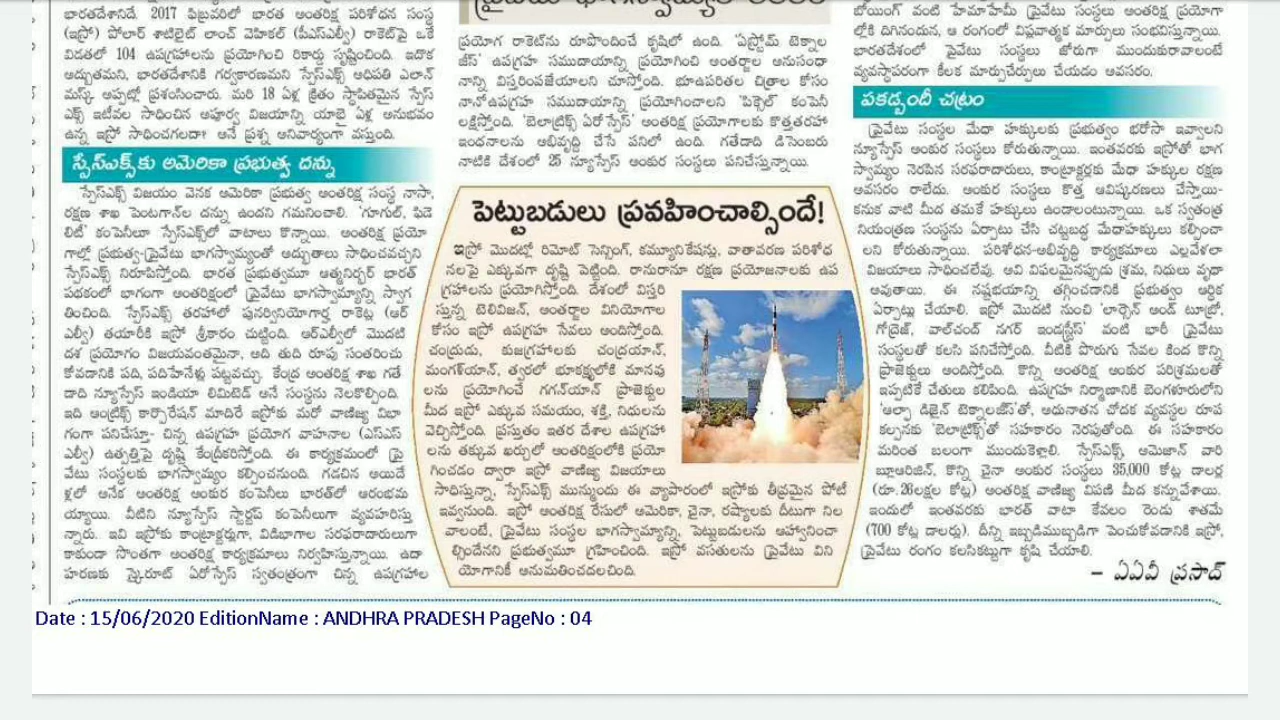 భారతదేశానిదే. 2017 ఫిబ్రవరిలో భారత అంతరిక్ష పరిశోధన సంస్థ
(ఇస్రో) పోలార్ శాటిలైట్ లాంచ్ వెహికల్ (పీఎస్ఎల్వీ) రాకెట్‌పై ఒకే
విడతలో 104 ఉపగ్రహాలను ప్రయోగించి రికార్డు సృష్టించింది. ఇదొక
అద్భుతమని, భారతదేశానికి గర్వకారణమని స్పేస్ఎక్స్ అధిపతి ఎలాన్
మస్క్ అప్పట్లో ప్రశంసించారు. మరి 18 ఏళ్ల క్రితం స్థాపితమైన స్పేస్
ఎక్స్ ఇటీవల సాధించిన అపూర్వ విజయాన్ని యాభై ఏళ్ల అనుభవం
ఉన్న ఇస్రో సాధించగలదా? అనే ప్రశ్న అనివార్యంగా వస్తుంది.
స్పేస్ఎక్స్‌కు అమెరికా ప్రభుత్వ దన్ను
స్పేస్ఎక్స్ విజయం వెనక అమెరికా ప్రభుత్వ అంతరిక్ష సంస్థ నాసా,
రక్షణ శాఖ పెంటగాన్‌ల దన్ను ఉందని గమనించాలి. 'గూగుల్, ఫిడె
లిటీ' కంపెనీలూ స్పేస్ఎక్స్‌లో వాటాలు కొన్నాయి. అంతరిక్ష ప్రయో
గాల్లో ప్రభుత్వ-ప్రైవేటు భాగస్వామ్యంతో అద్భుతాలు సాధించవచ్చని
స్పేస్ఎక్స్ నిరూపిస్తోంది. భారత ప్రభుత్వమూ ఆత్మనిర్భర్ భారత్
పథకంలో భాగంగా అంతరిక్షంలో ప్రైవేటు భాగస్వామ్యాన్ని స్వాగ
తించింది. స్పేస్ఎక్స్ తరహాలో పునర్వినియోగార్హ రాకెట్ల (ఆర్
ఎల్వీ) తయారీకి ఇస్రో శ్రీకారం చుట్టింది. ఆర్ఎల్వీలో మొదటి
దశ ప్రయోగం విజయవంతమైనా, అది తుది రూపు సంతరించు
కోవడానికి పది, పదిహేనేళ్లు పట్టవచ్చు. కేంద్ర అంతరిక్ష శాఖ గతే
డాది న్యూస్పేస్ ఇండియా లిమిటెడ్ అనే సంస్థను నెలకొల్పింది.
ఇది ఆంట్రిక్స్ కార్పొరేషన్ మాదిరే ఇస్రోకు మరో వాణిజ్య విభా
గంగా పనిచేస్తూ- చిన్న ఉపగ్రహ ప్రయోగ వాహనాల (ఎస్ఎస్
ఎల్వీ) ఉత్పత్తిపై దృష్టి కేంద్రీకరిస్తోంది. ఈ కార్యక్రమంలో ప్రై
వేటు సంస్థలకు భాగస్వామ్యం కల్పించనుంది. గడచిన అయిదే
ళ్లలో అనేక అంతరిక్ష అంకుర కంపెనీలు భారత్‌లో ఆరంభమ
య్యాయి. వీటిని న్యూస్పేస్ స్టార్టప్ కంపెనీలుగా వ్యవహరిస్తు
న్నారు. ఇవి ఇస్రోకు కాంట్రాక్టర్లుగా, విడిభాగాల సరఫరాదారులుగా
కాకుండా సొంతగా అంతరిక్ష కార్యక్రమాలు నిర్వహిస్తున్నాయి. ఉదా
హరణకు స్కైరూట్ ఏరోస్పేస్ స్వతంత్రంగా చిన్న ఉపగ్రహాల
ప్రయోగ రాకెట్‌ను రూపొందించే కృషిలో ఉంది. 'ఏస్ట్రోమ్ టెక్నాల
జీస్' ఉపగ్రహ సముదాయాన్ని ప్రయోగించి అంతర్జాల అనుసంధా
నాన్ని విస్తరింపజేయాలని చూస్తోంది. భూఉపరితల చిత్రాల కోసం
నానోఉపగ్రహ సముదాయాన్ని ప్రయోగించాలని 'పిక్సెల్' కంపెనీ
లక్షిస్తోంది. 'బెలాట్రిక్స్ ఏరోస్పేస్' అంతరిక్ష ప్రయోగాలకు కొత్తతరహా
ఇంధనాలను అభివృద్ధి చేసే పనిలో ఉంది. గతేడాది డిసెంబరు
నాటికి దేశంలో 25 న్యూస్పేస్ అంకుర సంస్థలు పనిచేస్తున్నాయి.
పెట్టుబడులు ప్రవహించాల్సిందే!
ఇస్రో మొదట్లో రిమోట్ సెన్సింగ్, కమ్యూనికేషన్లు, వాతావరణ పరిశోధ
నలపై ఎక్కువగా దృష్టి పెట్టింది. రానురానూ రక్షణ ప్రయోజనాలకు ఉప
గ్రహాలను ప్రయోగిస్తోంది. దేశంలో విస్తరి
స్తున్న టెలివిజన్, అంతర్జాల వినియోగాల
కోసం ఇస్రో ఉపగ్రహ సేవలు అందిస్తోంది.
చంద్రుడు, కుజగ్రహాలకు చంద్రయాన్,
మంగళ్‌యాన్, త్వరలో భూకక్ష్యలోకి మానవు
లను ప్రయోగించే గగన్‌యాన్ ప్రాజెక్టుల
మీద ఇస్రో ఎక్కువ సమయం, శక్తి, నిధులను
వెచ్చిస్తోంది. ప్రస్తుతం ఇతర దేశాల ఉపగ్రహా
లను తక్కువ ఖర్చులో అంతరిక్షంలోకి ప్రయో
గించడం ద్వారా ఇస్రో వాణిజ్య విజయాలు
సాధిస్తున్నా, స్పేస్ఎక్స్ మున్ముందు ఈ వ్యాపారంలో ఇస్రోకు తీవ్రమైన పోటీ
ఇవ్వనుంది. ఇస్రో అంతరిక్ష రేసులో అమెరికా, చైనా, రష్యాలకు దీటుగా నిల
వాలంటే, ప్రైవేటు సంస్థల భాగస్వామ్యాన్ని, పెట్టుబడులను ఆహ్వానించా
ల్సిందేనని ప్రభుత్వమూ గ్రహించింది. ఇస్రో వసతులను ప్రైవేటు విని
యోగానికీ అనుమతించదలచింది.
బోయింగ్ వంటి హేమాహేమీ ప్రైవేటు సంస్థలు అంతరిక్ష ప్రయోగా
ల్లోకి దిగినందున, ఆ రంగంలో విప్లవాత్మక మార్పులు సంభవిస్తున్నాయి.
భారతదేశంలో ప్రైవేటు సంస్థలు జోరుగా ముందుకురావాలంటే
వ్యవస్థాపరంగా కీలక మార్పుచేర్పులు చేయడం అవసరం.
పకడ్బందీ చట్రం
ప్రైవేటు సంస్థల మేధా హక్కులకు ప్రభుత్వం భరోసా ఇవ్వాలని
న్యూస్పేస్ అంకుర సంస్థలు కోరుతున్నాయి. ఇంతవరకు ఇస్రోతో భాగ
స్వామ్యం నెరపిన సరఫరాదారులు, కాంట్రాక్టర్లకు మేధా హక్కుల రక్షణ
అవసరం రాలేదు. అంకుర సంస్థలు కొత్త ఆవిష్కరణలు చేస్తాయి-
కనుక వాటి మీద తమకే హక్కులు ఉండాలంటున్నాయి. ఒక స్వతంత్ర
నియంత్రణ సంస్థను ఏర్పాటు చేసి చట్టబద్ధ మేధాహక్కులు కల్పించా
లని కోరుతున్నాయి. పరిశోధన-అభివృద్ధి కార్యక్రమాలు ఎల్లవేళలా
విజయాలు సాధించలేవు. అవి విఫలమైనప్పుడు శ్రమ, నిధులు వృథా
అవుతాయి. ఈ నష్టభయాన్ని తగ్గించడానికి ప్రభుత్వం ఆర్థిక
ఏర్పాట్లు చేయాలి. ఇస్రో మొదటి నుంచి 'లార్సెన్ అండ్ టూబ్రో,
గోద్రెజ్, వాల్‌చంద్ నగర్ ఇండస్ట్రీస్' వంటి భారీ ప్రైవేటు
సంస్థలతో కలసి పనిచేస్తోంది. వీటికి పొరుగు సేవల కింద కొన్ని
ప్రాజెక్టులు అందిస్తోంది. కొన్ని అంతరిక్ష అంకుర పరిశ్రమలతో
ఇప్పటికే చేతులు కలిపింది. ఉపగ్రహ నిర్మాణానికి బెంగళూరులోని
'ఆల్ఫా డిజైన్ టెక్నాలజీస్'తో, అధునాతన చోదక వ్యవస్థల రూప
కల్పనకు 'బెలాట్రిక్స్'తో సహకారం నెరపుతోంది. ఈ సహకారం
మరింత బలంగా ముందుకెళ్లాలి. స్పేస్ఎక్స్, అమెజాన్ వారి
బ్లూఆరిజిన్, కొన్ని చైనా అంకుర సంస్థలు 35,000 కోట్ల డాలర్ల
(రూ.26లక్షల కోట్ల) అంతరిక్ష వాణిజ్య విపణి మీద కన్నువేశాయి.
ఇందులో ఇంతవరకు భారత్ వాటా కేవలం రెండు శాతమే
(700 కోట్ల డాలర్లు). దీన్ని ఇబ్బడిముబ్బడిగా పెంచుకోవడానికి ఇస్రో,
ప్రైవేటు రంగం కలసికట్టుగా కృషి చేయాలి.
– ఏఏవీ ప్రసాద్
Date : 15/06/2020 EditionName : ANDHRA PRADESH PageNo : 04